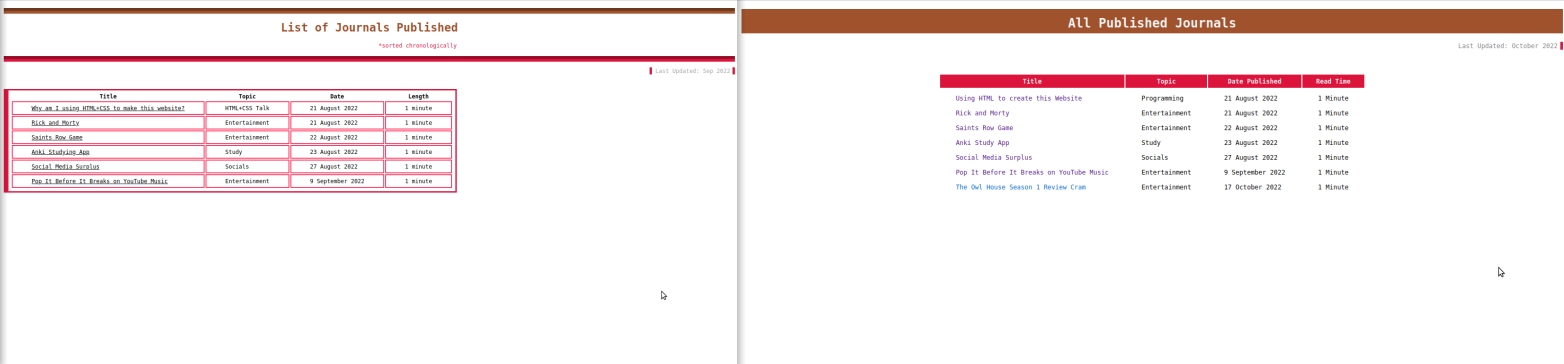 List of Journals Published
*sorted chronologically
Last Updated: Sep 2022
Title Topic Date Length
Why am I using HTML+CSS to make this website? HTML+CSS Talk 21 August 2022 1 minute
Rick and Morty Entertainment 21 August 2022 1 minute
Saints Row Game Entertainment 22 August 2022 1 minute
Anki Studying App Study 23 August 2022 1 minute
Social Media Surplus Socials 27 August 2022 1 minute
Pop It Before It Breaks on YouTube Music Entertainment 9 September 2022 1 minute
All Published Journals
Last Updated: October 2022
Title Topic Date Published Read Time
Using HTML to create this Website Programming 21 August 2022 1 Minute
Rick and Morty Entertainment 21 August 2022 1 Minute
Saints Row Game Entertainment 22 August 2022 1 Minute
Anki Study App Study 23 August 2022 1 Minute
Social Media Surplus Socials 27 August 2022 1 Minute
Pop It Before It Breaks on YouTube Music Entertainment 9 September 2022 1 Minute
The Owl House Season 1 Review Cram Entertainment 17 October 2022 1 Minute